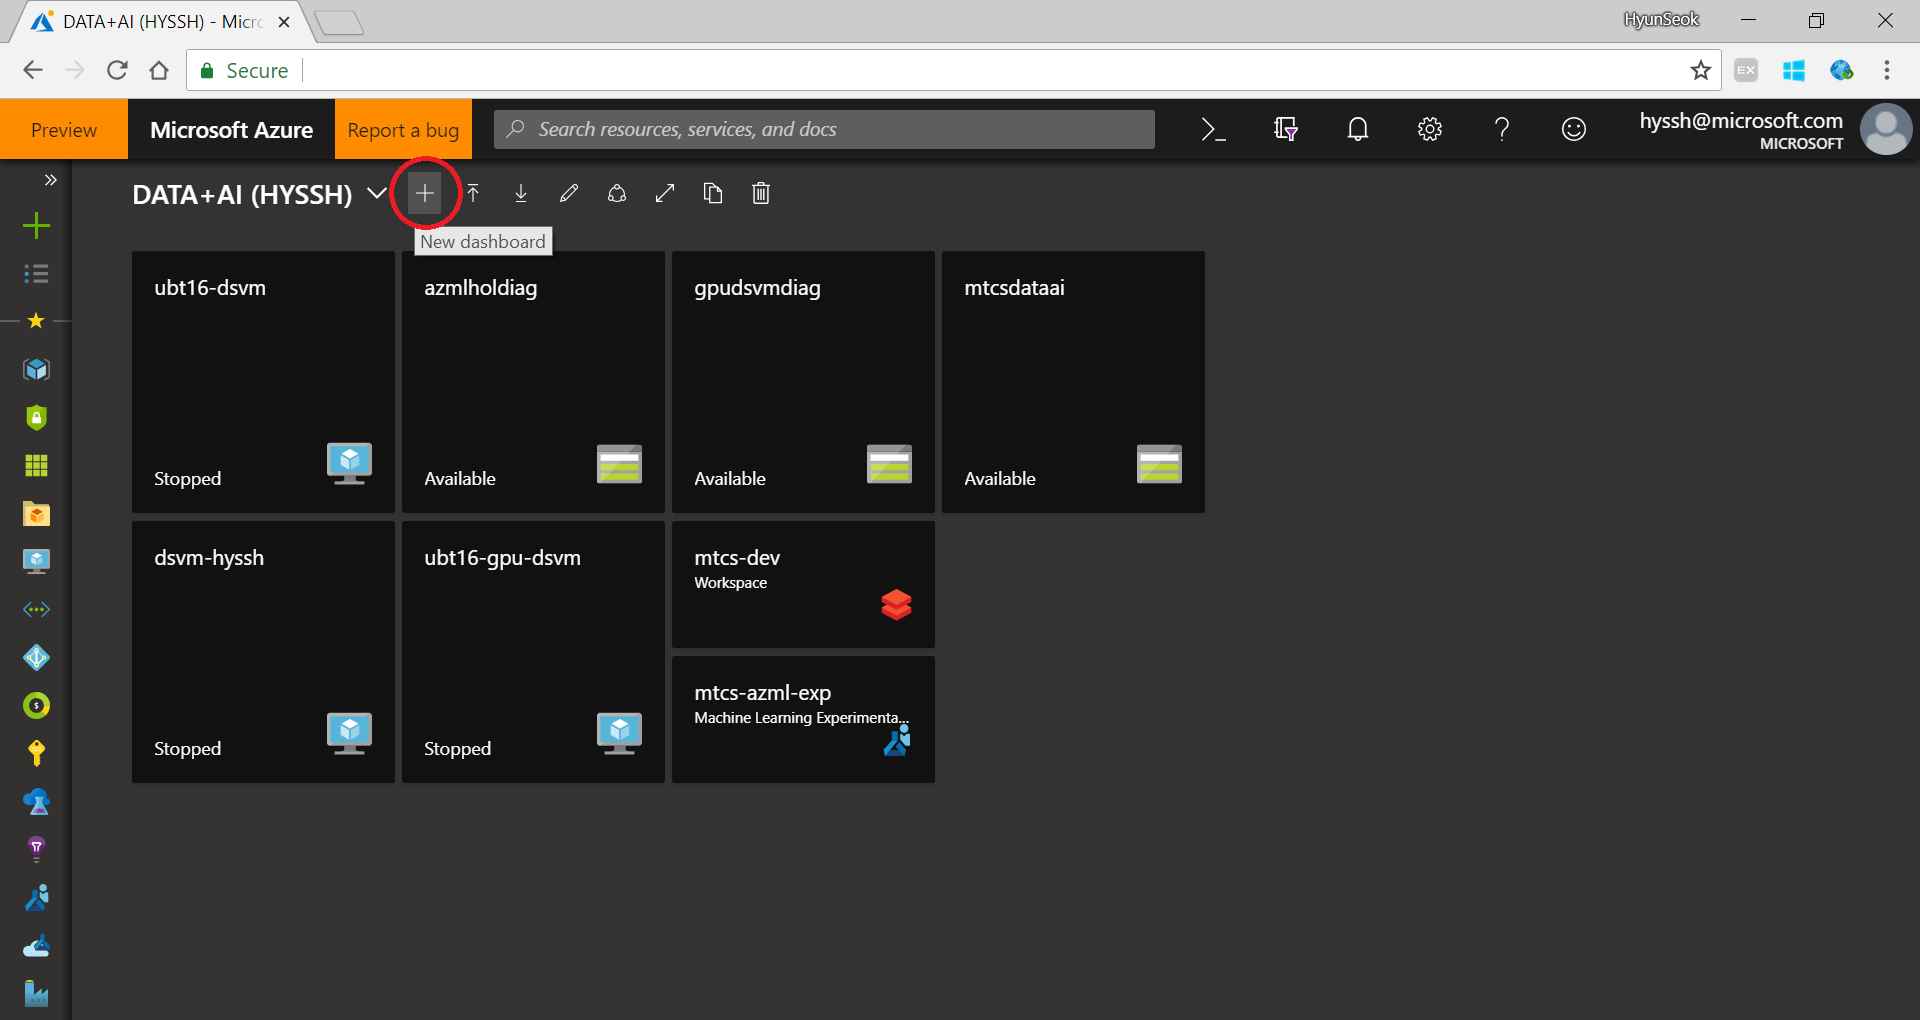 DATA+AI (HYSSH) - Micr
HyunSeok
Secure
EX
Preview
Microsoft Azure
Report a bug
Search resources, services, and docs
hyssh@microsoft.com
MICROSOFT
DATA+AI (HYSSH)
New dashboard
ubt16-dsvm
Stopped
azmlholdiag
Available
gpudsvmdiag
Available
mtcsdataai
Available
dsvm-hyssh
Stopped
ubt16-gpu-dsvm
Stopped
mtcs-dev
Workspace
mtcs-azml-exp
Machine Learning Experimenta...